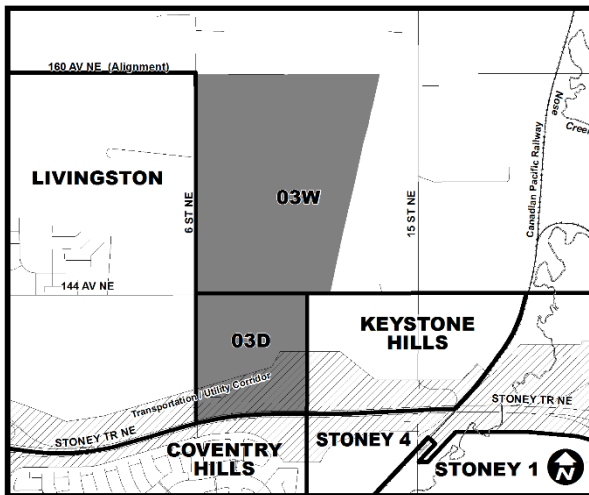 160 AV NE (Alignment)
Nose
Creek
Canadian Pacific Railway
LIVINGSTON
03W
6 ST NE
15 ST NE
144 AV NE
KEYSTONE
HILLS
03D
Transportation / Utility Corridor
STONEY TR NE
STONEY TR NE
COVENTRY
HILLS
STONEY 4
STONEY 1
N